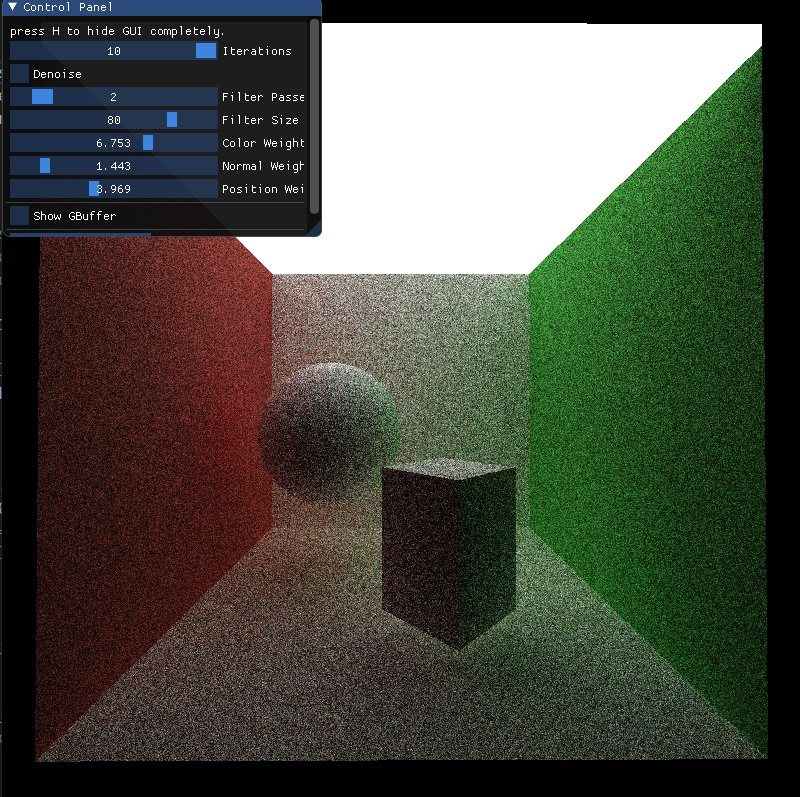 Control Panel
press H to hide GUI completely.
10 Iterations
Denoise
2 Filter Passe
80 Filter Size
6.753 Color Weight
1.443 Normal Weigh
3.969 Position Wei
Show GBuffer